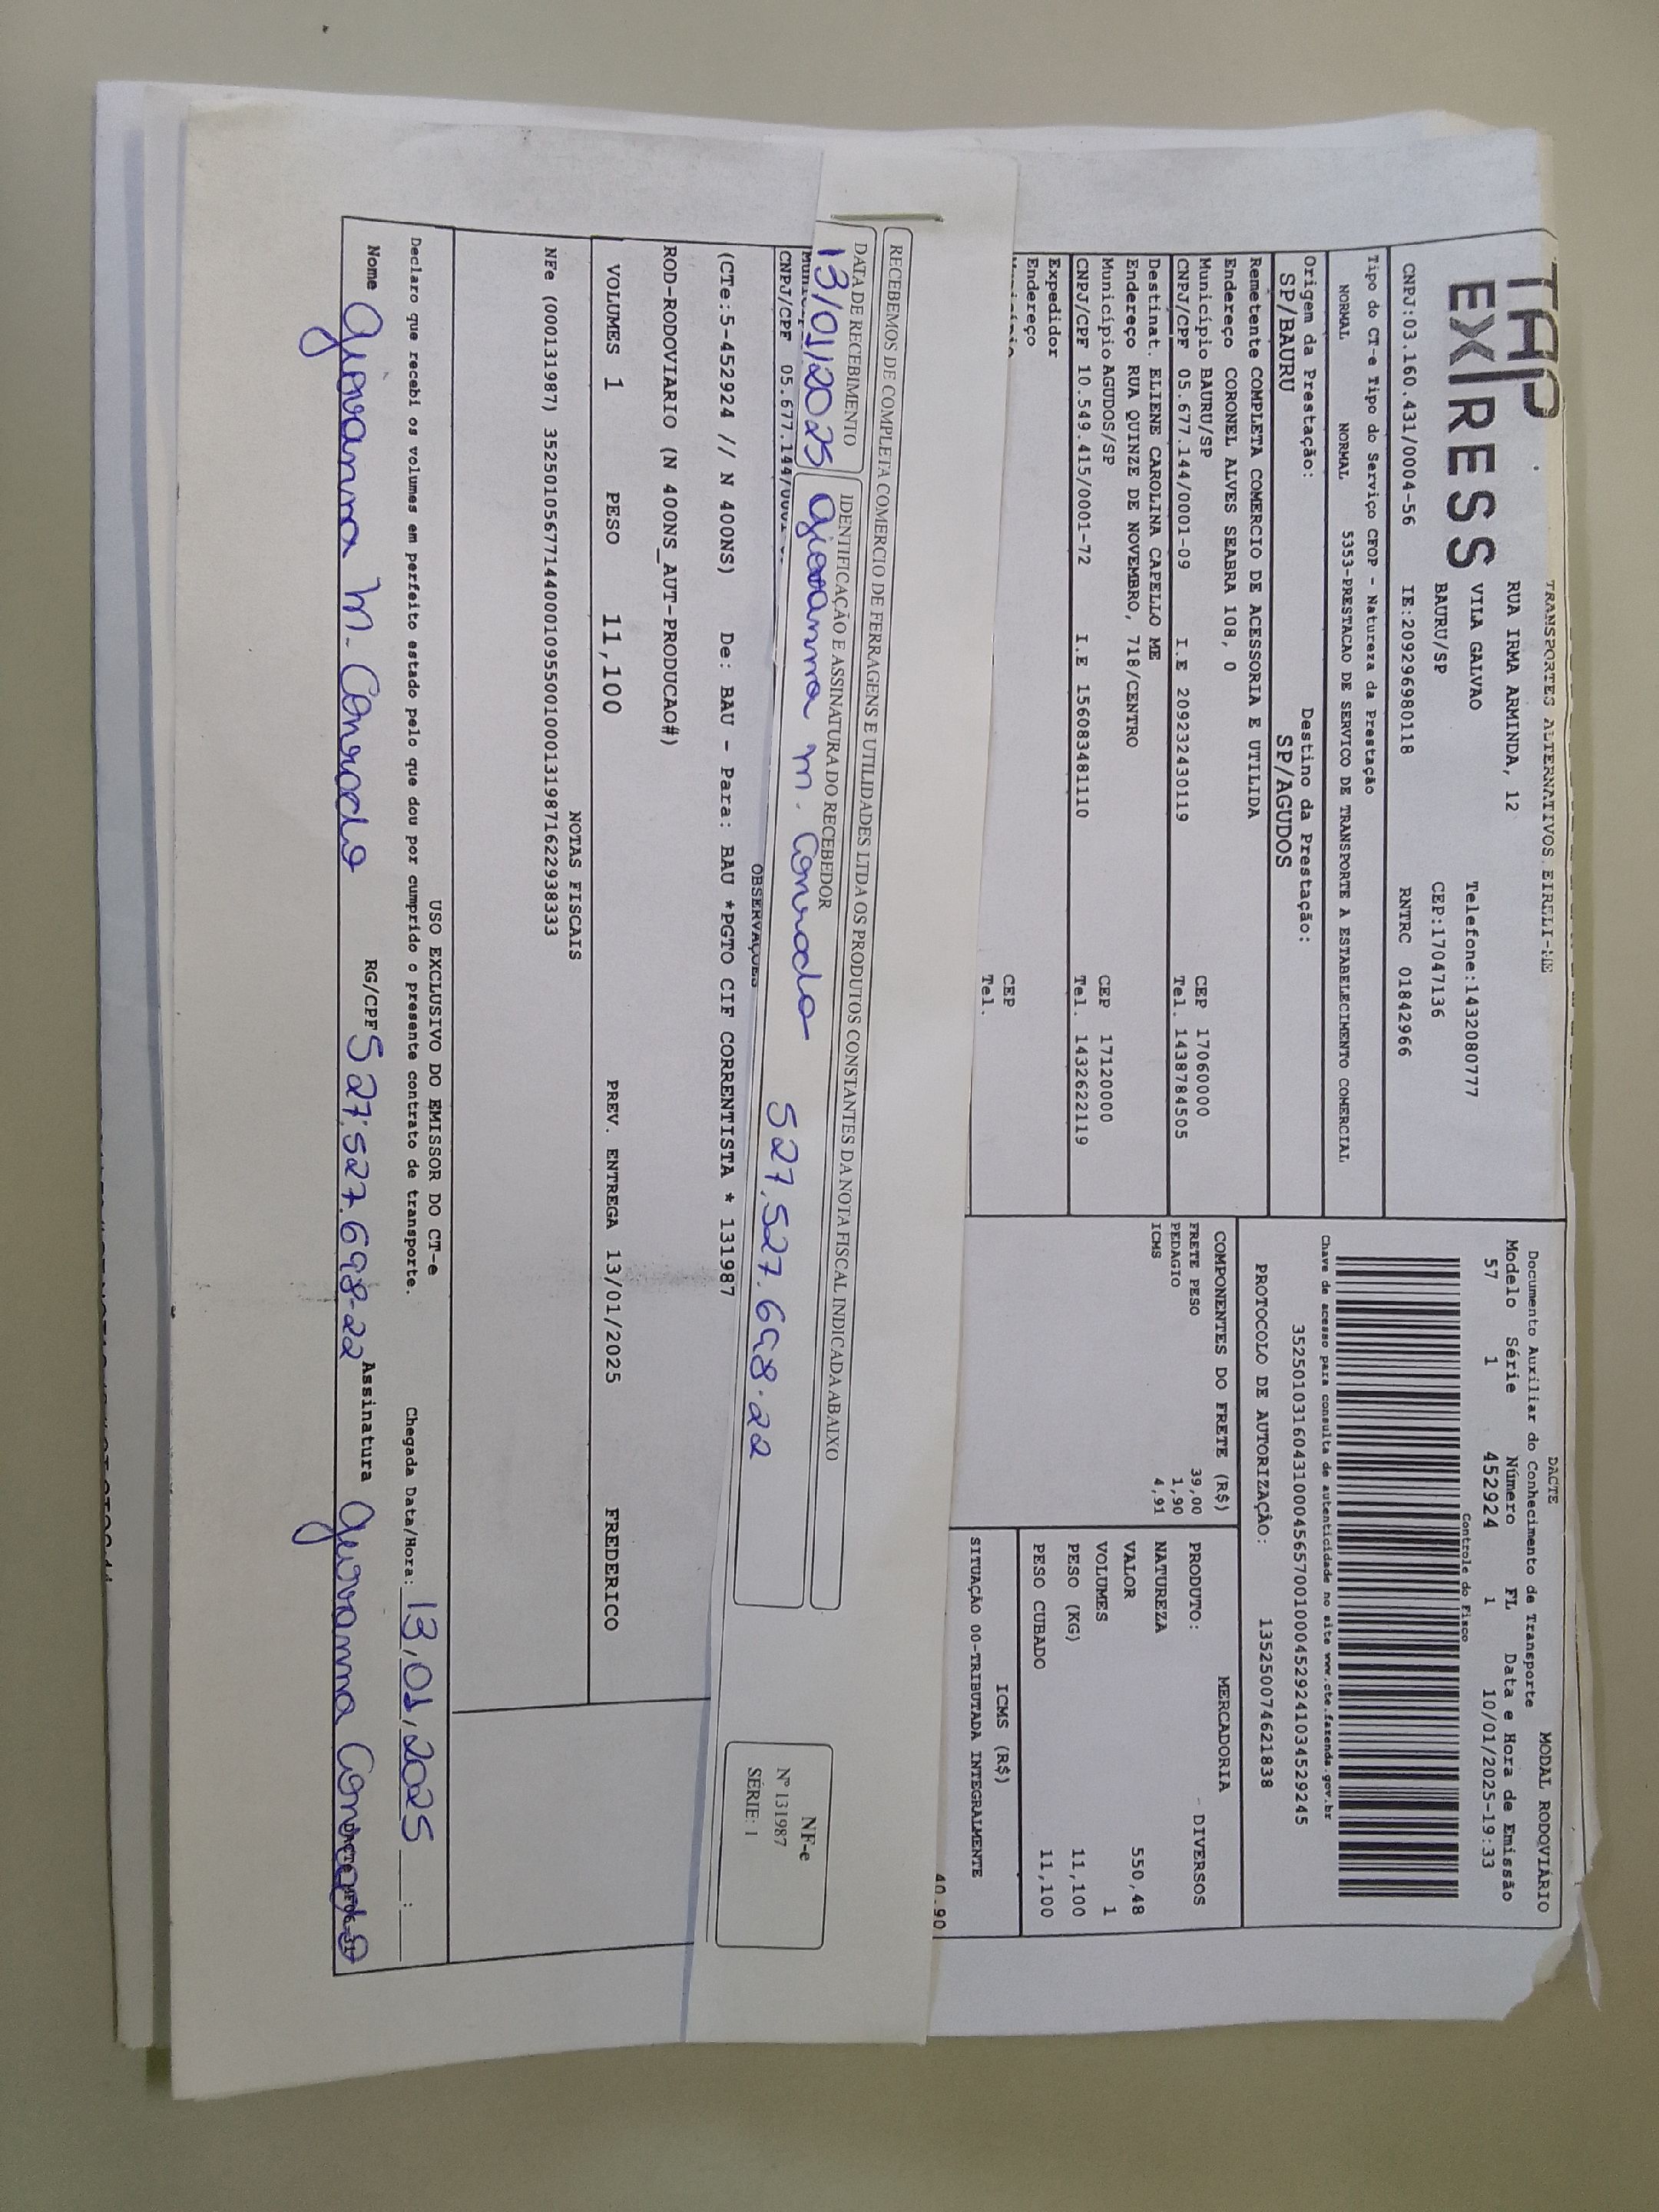 TAP
EXPRESS
TRANSPORTES ALTERNATIVOS EIRELI-ME
RUA IRMA ARMINDA, 12
VILA GALVAO
BAURU/SP
Telefone:1432080777
CEP:17047136
CNPJ:03.160.431/0004-56 IE:209296980118 RNTRC 01842966
Tipo do CT-e Tipo do Serviço CFOP - Natureza da Prestação
NORMAL NORMAL 5353-PRESTACAO DE SERVICO DE TRANSPORTE A ESTABELECIMENTO COMERCIAL
Origem da Prestação: Destino da Prestação:
SP/BAURU SP/AGUDOS
Remetente COMPLETA COMERCIO DE ACESSORIA E UTILIDA
Endereço CORONEL ALVES SEABRA 108, 0
Município BAURU/SP CEP 17060000
CNPJ/CPF 05.677.144/0001-09 I.E 209232430119 Tel. 1438784505
Destinat. ELIENE CAROLINA CAPELLO ME
Endereço RUA QUINZE DE NOVEMBRO, 718/CENTRO
Município AGUDOS/SP CEP 17120000
CNPJ/CPF 10.549.415/0001-72 I.E 156083481110 Tel. 1432622119
Expedidor
Endereço
CEP
Tel.
DACTE
Documento Auxiliar do Conhecimento de Transporte
MODAL RODOVIÁRIO
Modelo Série Número FL Data e Hora de Emissão
57 1 452924 1 10/01/2025-19:33
Controle do Fisco
Chave de acesso para consulta de autenticidade no site www.cte.fazenda.gov.br
35250103160431000456570010004529241034529245
PROTOCOLO DE AUTORIZAÇÃO: 135250074621838
COMPONENTES DO FRETE (R$)
FRETE PESO 39,00
PEDAGIO 1,90
ICMS 4,91
MERCADORIA
PRODUTO: DIVERSOS
NATUREZA
VALOR 550,48
VOLUMES 1
PESO (KG) 11,100
PESO CUBADO 11,100
ICMS (R$)
SITUAÇÃO 00-TRIBUTADA INTEGRALMENTE
40,90
RECEBEMOS DE COMPLETA COMERCIO DE FERRAGENS E UTILIDADES LTDA OS PRODUTOS CONSTANTES DA NOTA FISCAL INDICADA ABAIXO
DATA DE RECEBIMENTO IDENTIFICAÇÃO E ASSINATURA DO RECEBEDOR
13/01/2025 Giovanna M. Conrado 527.527.698.22
NF-e
Nº 131987
SÉRIE: 1
CNPJ/CPF 05.677.144/0001
OBSERVAÇÕES
(CTe:5-452924 // N 400NS) De: BAU - Para: BAU *PGTO CIF CORRENTISTA * 131987
ROD-RODOVIARIO (N 400NS_AUT-PRODUCAO#)
VOLUMES 1 PESO 11,100 PREV. ENTREGA 13/01/2025 FREDERICO
NOTAS FISCAIS
NFe (000131987) 35250105677144000109550010001319871622938333
USO EXCLUSIVO DO EMISSOR DO CT-e
Declaro que recebi os volumes em perfeito estado pelo que dou por cumprido o presente contrato de transporte. Chegada Data/Hora: 13/01/2025 :
Nome Giovanna M. Conrado RG/CPF 527.527.698-22 Assinatura Giovanna Conrado